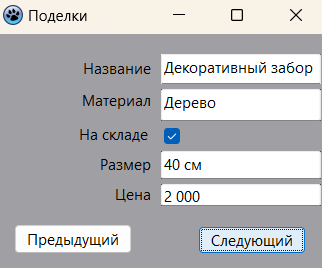 Поделки
Название Декоративный забор
Материал Дерево
На складе
Размер 40 см
Цена 2 000
Предыдущий Следующий